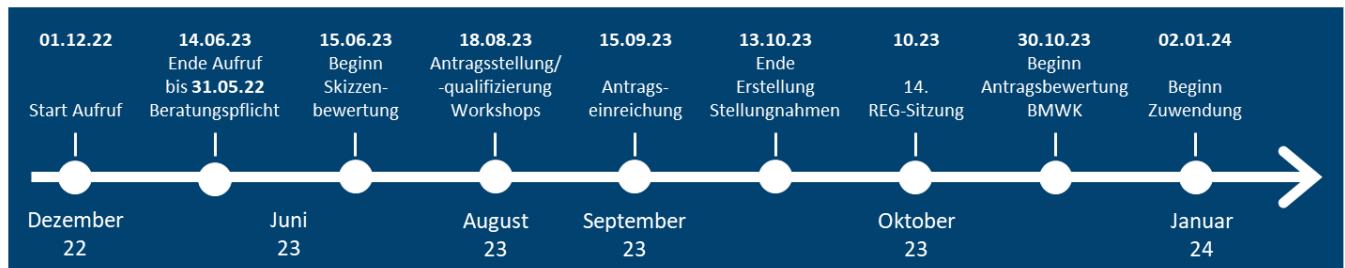 01.12.22
Start Aufruf
14.06.23
Ende Aufruf
bis 31.05.22
Beratungspflicht
15.06.23
Beginn
Skizzen-
bewertung
18.08.23
Antragsstellung/
-qualifizierung
Workshops
15.09.23
Antrags-
einreichung
13.10.23
Ende
Erstellung
Stellungnahmen
10.23
14.
REG-Sitzung
30.10.23
Beginn
Antragsbewertung
BMWK
02.01.24
Beginn
Zuwendung
Dezember
22
Juni
23
August
23
September
23
Oktober
23
Januar
24